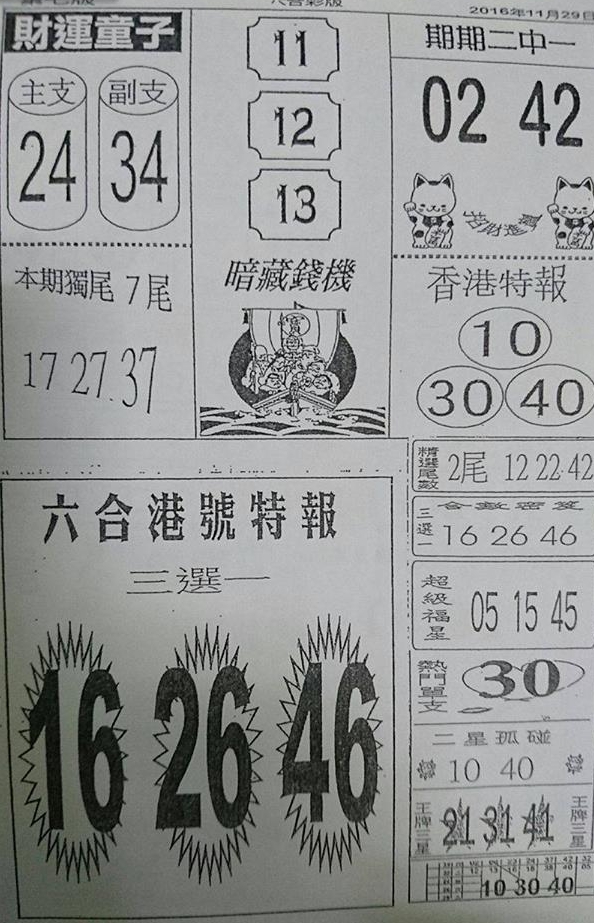 六合彩版
2016年11月29日
財運童子
主支 副支
24 34
本期獨尾 7尾
17 27 37
11
12
13
暗藏錢機
期期二中一
02 42
香港特報
10
30 40
精選尾數
2尾 12 22 42
三選一
16 26 46
超級福星
05 15 45
熱門單支
30
二星孤碰
10 40
王牌三星
21 31 41
王牌三星
10 30 40
六合港號特報
三選一
16 26 46